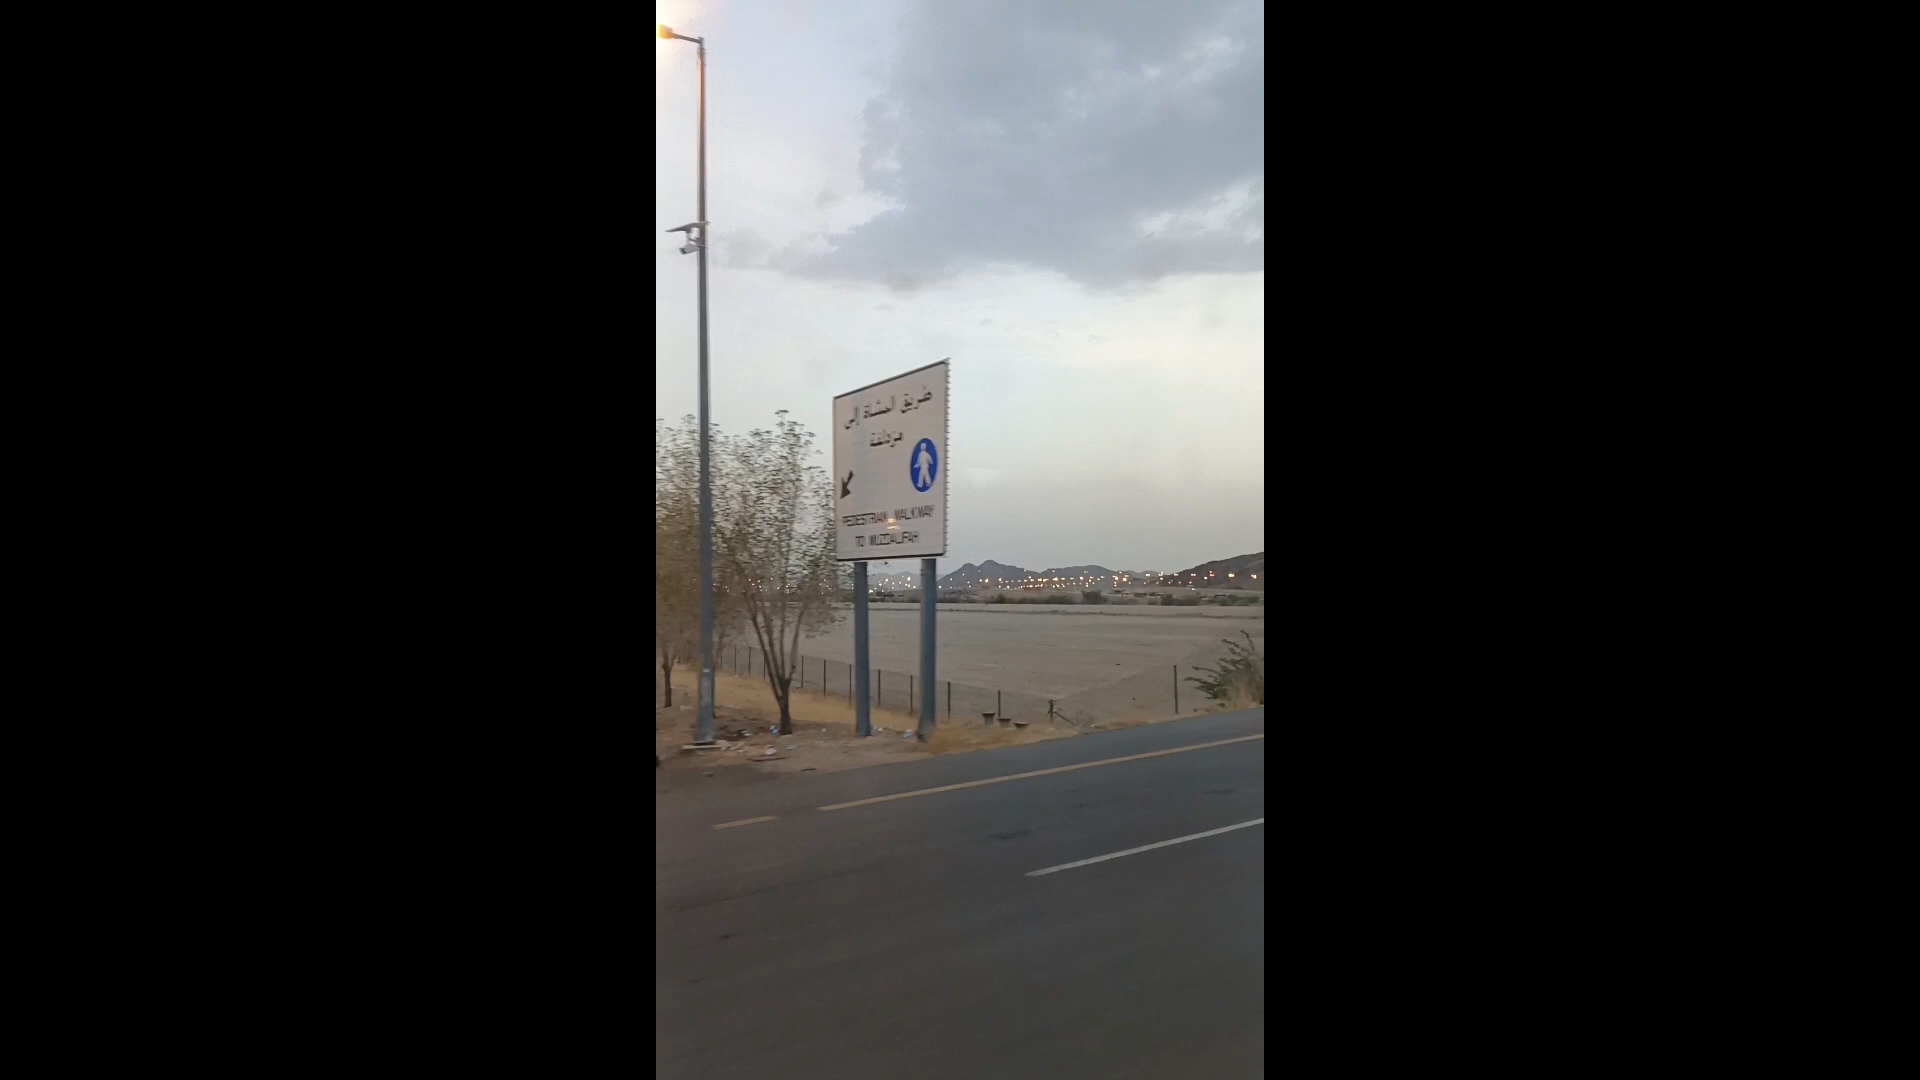 طريق المشاة إلى
مزدلفة
PEDESTRIAN WALKWAY
TO MUZDALIFAH